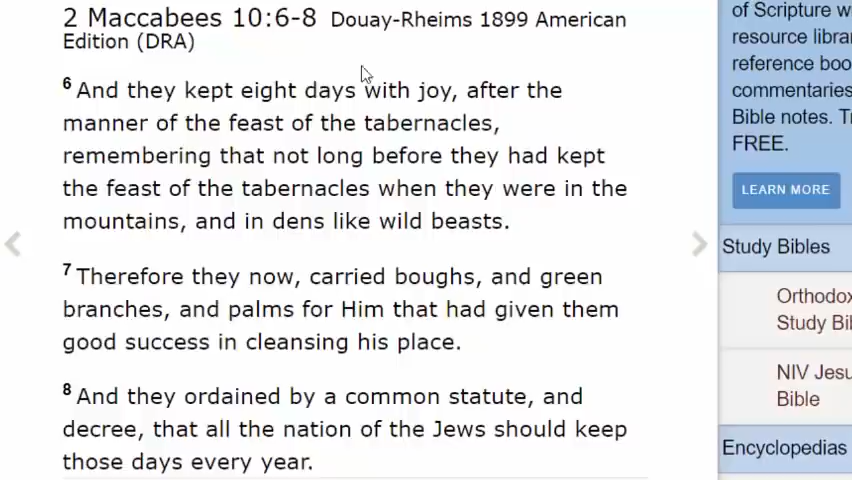 2 Maccabees 10:6-8 Douay-Rheims 1899 American
Edition (DRA)
6 And they kept eight days with joy, after the
manner of the feast of the tabernacles,
remembering that not long before they had kept
the feast of the tabernacles when they were in the
mountains, and in dens like wild beasts.
7 Therefore they now, carried boughs, and green
branches, and palms for Him that had given them
good success in cleansing his place.
8 And they ordained by a common statute, and
decree, that all the nation of the Jews should keep
those days every year.
of Scripture w
resource libra
reference boo
commentaries
Bible notes. T
FREE.
LEARN MORE
Study Bibles
Orthodox
Study Bi
NIV Jesu
Bible
Encyclopedias